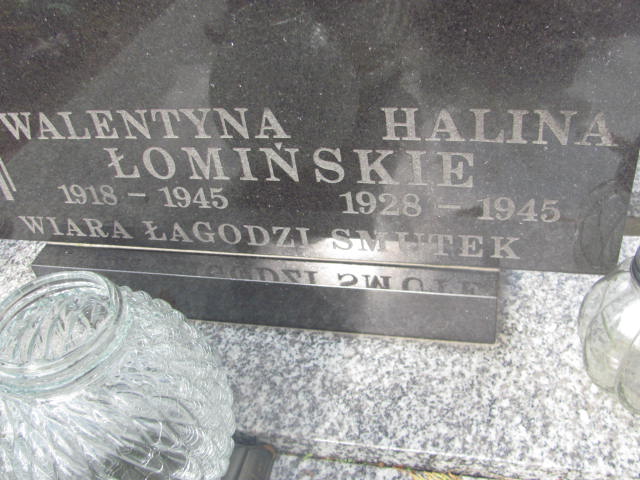 WALENTYNA HALINA
ŁOMIŃSKIE
1918 – 1945 1928 – 1945
WIARA ŁAGODZI SMUTEK